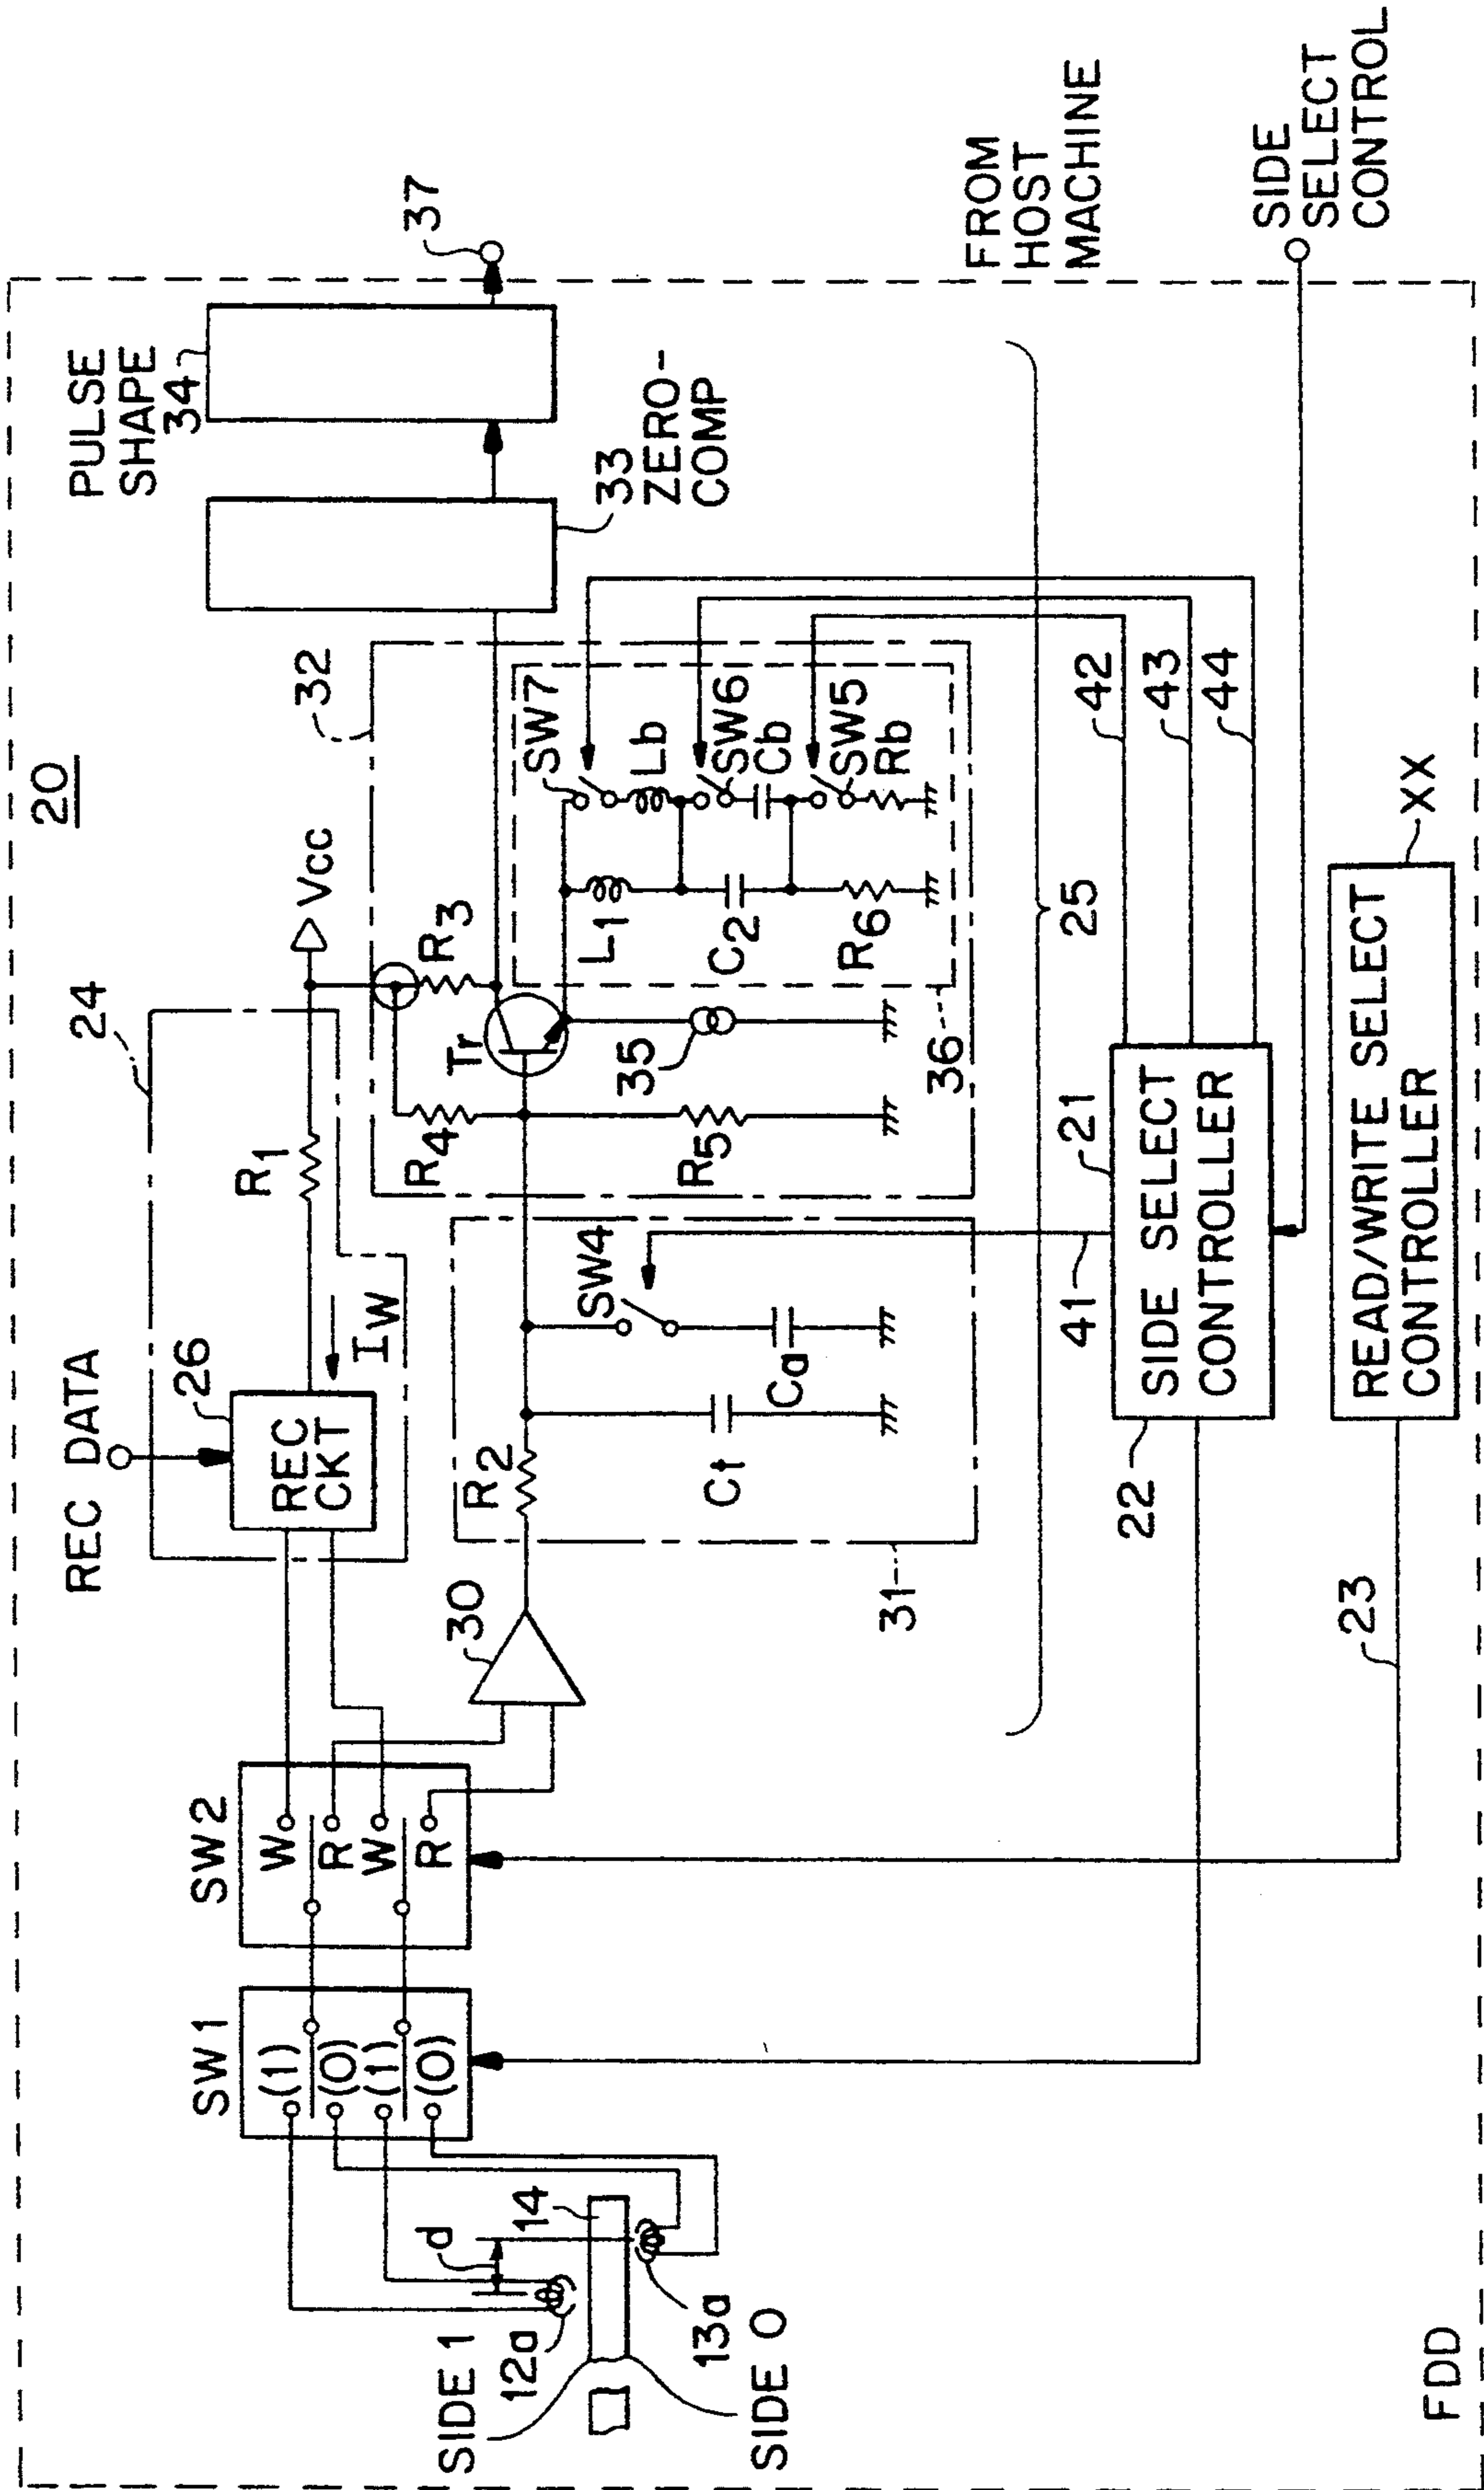 20
REC DATA
24
26
REC
CKT
IW
R1
Vcc
PULSE
SHAPE
34
37
33
ZERO-
COMP
32
SW1
(1)
(0)
(1)
(0)
SW2
W
R
W
R
30
R2
Ct
Ca
SW4
31
R4
R5
Tr
R3
35
36
L1
C2
R6
SW7
Lb
SW6
Cb
SW5
Rb
SIDE 1
12a
d
14
13a
SIDE 0
25
FROM
HOST
MACHINE
41
42
43
44
21
22
SIDE SELECT
CONTROLLER
SIDE
SELECT
CONTROL
23
READ/WRITE SELECT
CONTROLLER
XX
FDD